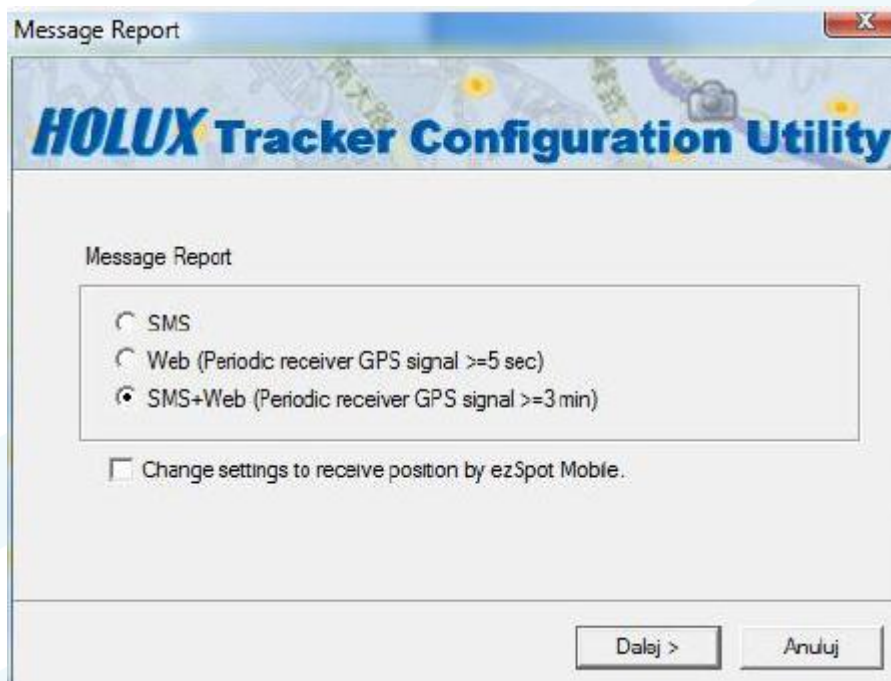 Message Report
HOLUX Tracker Configuration Utility
Message Report
SMS
Web (Periodic receiver GPS signal >=5 sec)
SMS+Web (Periodic receiver GPS signal >=3 min)
Change settings to receive position by ezSpot Mobile.
Dalej >
Anuluj